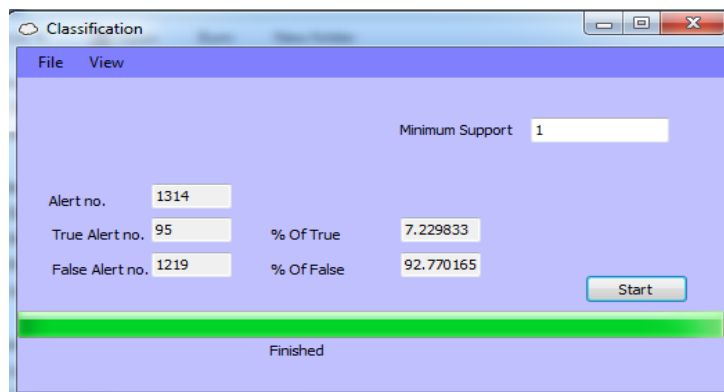 Classification
File View
Minimum Support 1
Alert no. 1314
True Alert no. 95 % Of True 7.229833
False Alert no. 1219 % Of False 92.770165
Start
Finished